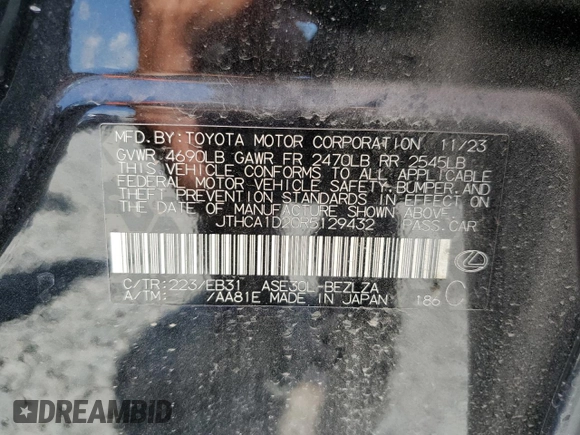 MFD.BY:TOYOTA MOTOR CORPORATION 11/23
GVWR 4690LB GAWR FR 2470LB RR 2545LB
THIS VEHICLE CONFORMS TO ALL APPLICABLE
FEDERAL MOTOR VEHICLE SAFETY,BUMPER,AND
THEFT PREVENTION STANDARDS IN EFFECT ON
THE DATE OF MANUFACTURE SHOWN ABOVE.
JTHCA1D2CR5129432 PASS.CAR
C/TR:223/EB31 ASE30L-BEZLZA
A/TM: /AA81E MADE IN JAPAN 186 C
DREAMBID